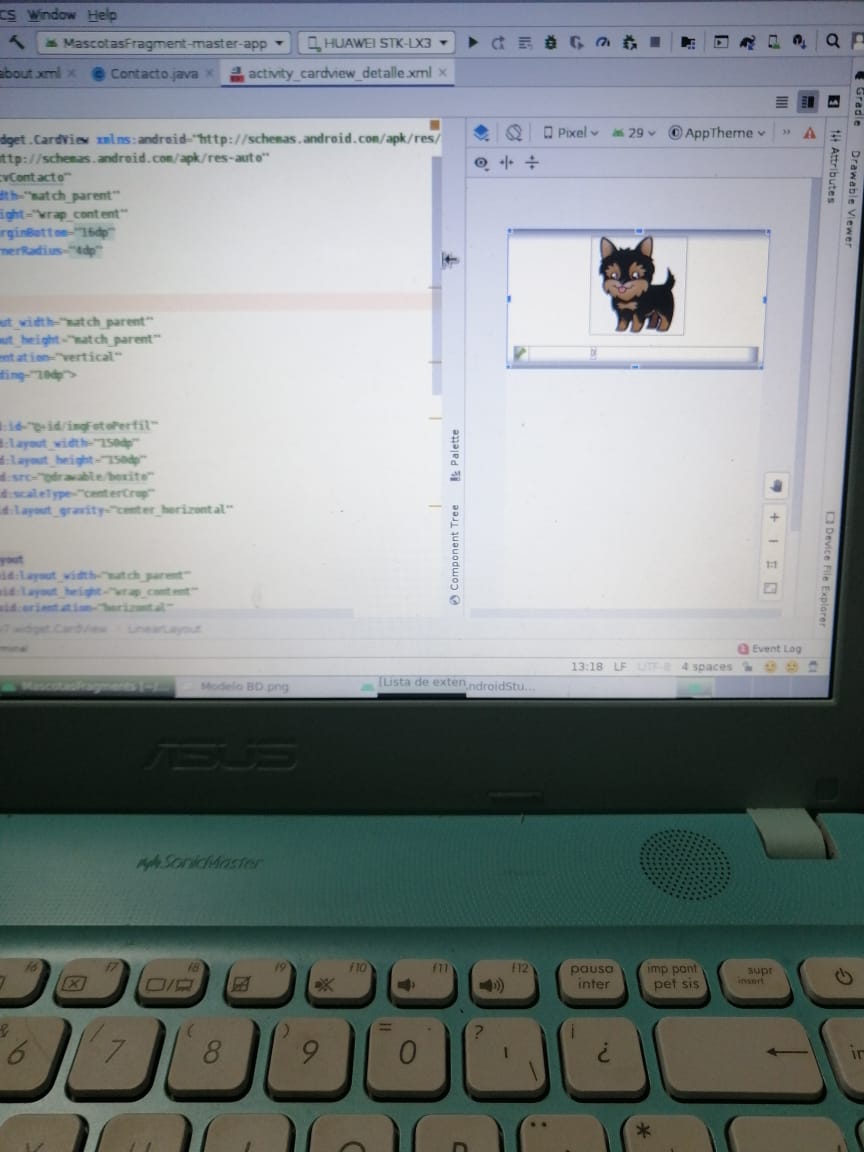 CS Window Help
MascotasFragment-master-app HUAWEI STK-LX3
about.xml Contacto.java activity_cardview_detalle.xml
Gradle
Drawable Viewer
Attributes
Device File Explorer
dget.CardView xmlns:android="http://schemas.android.com/apk/res/
ttp://schemas.android.com/apk/res-auto"
cvContacto"
dth="match_parent"
ight="wrap_content"
rginBottom="16dp"
nerRadius="4dp"
ut_width="match_parent"
ut_height="match_parent"
entation="vertical"
ding="10dp">
d:id="@+id/imgFotoPerfil"
d:layout_width="150dp"
d:layout_height="150dp"
d:src="@drawable/boxito"
d:scaleType="centerCrop"
d:layout_gravity="center_horizontal"
yout
id:layout_width="match_parent"
id:layout_height="wrap_content"
id:orientation="horizontal"
v7.widget.CardView LinearLayout
Palette
Component Tree
Pixel 29 AppTheme
1:1
minal
Event Log
13:18 LF UTF-8 4 spaces
MascotasFragments [~/... Modelo BD.png [Lista de exten ndroidStu...
ASUS
SonicMaster
f6 f7 f8 f9 f10 f11 f12 pausa inter imp pant pet sis supr insert
& 6 / 7 ( 8 ) 9 = 0 ? ' \ ¡ ¿ ← in
¨ *